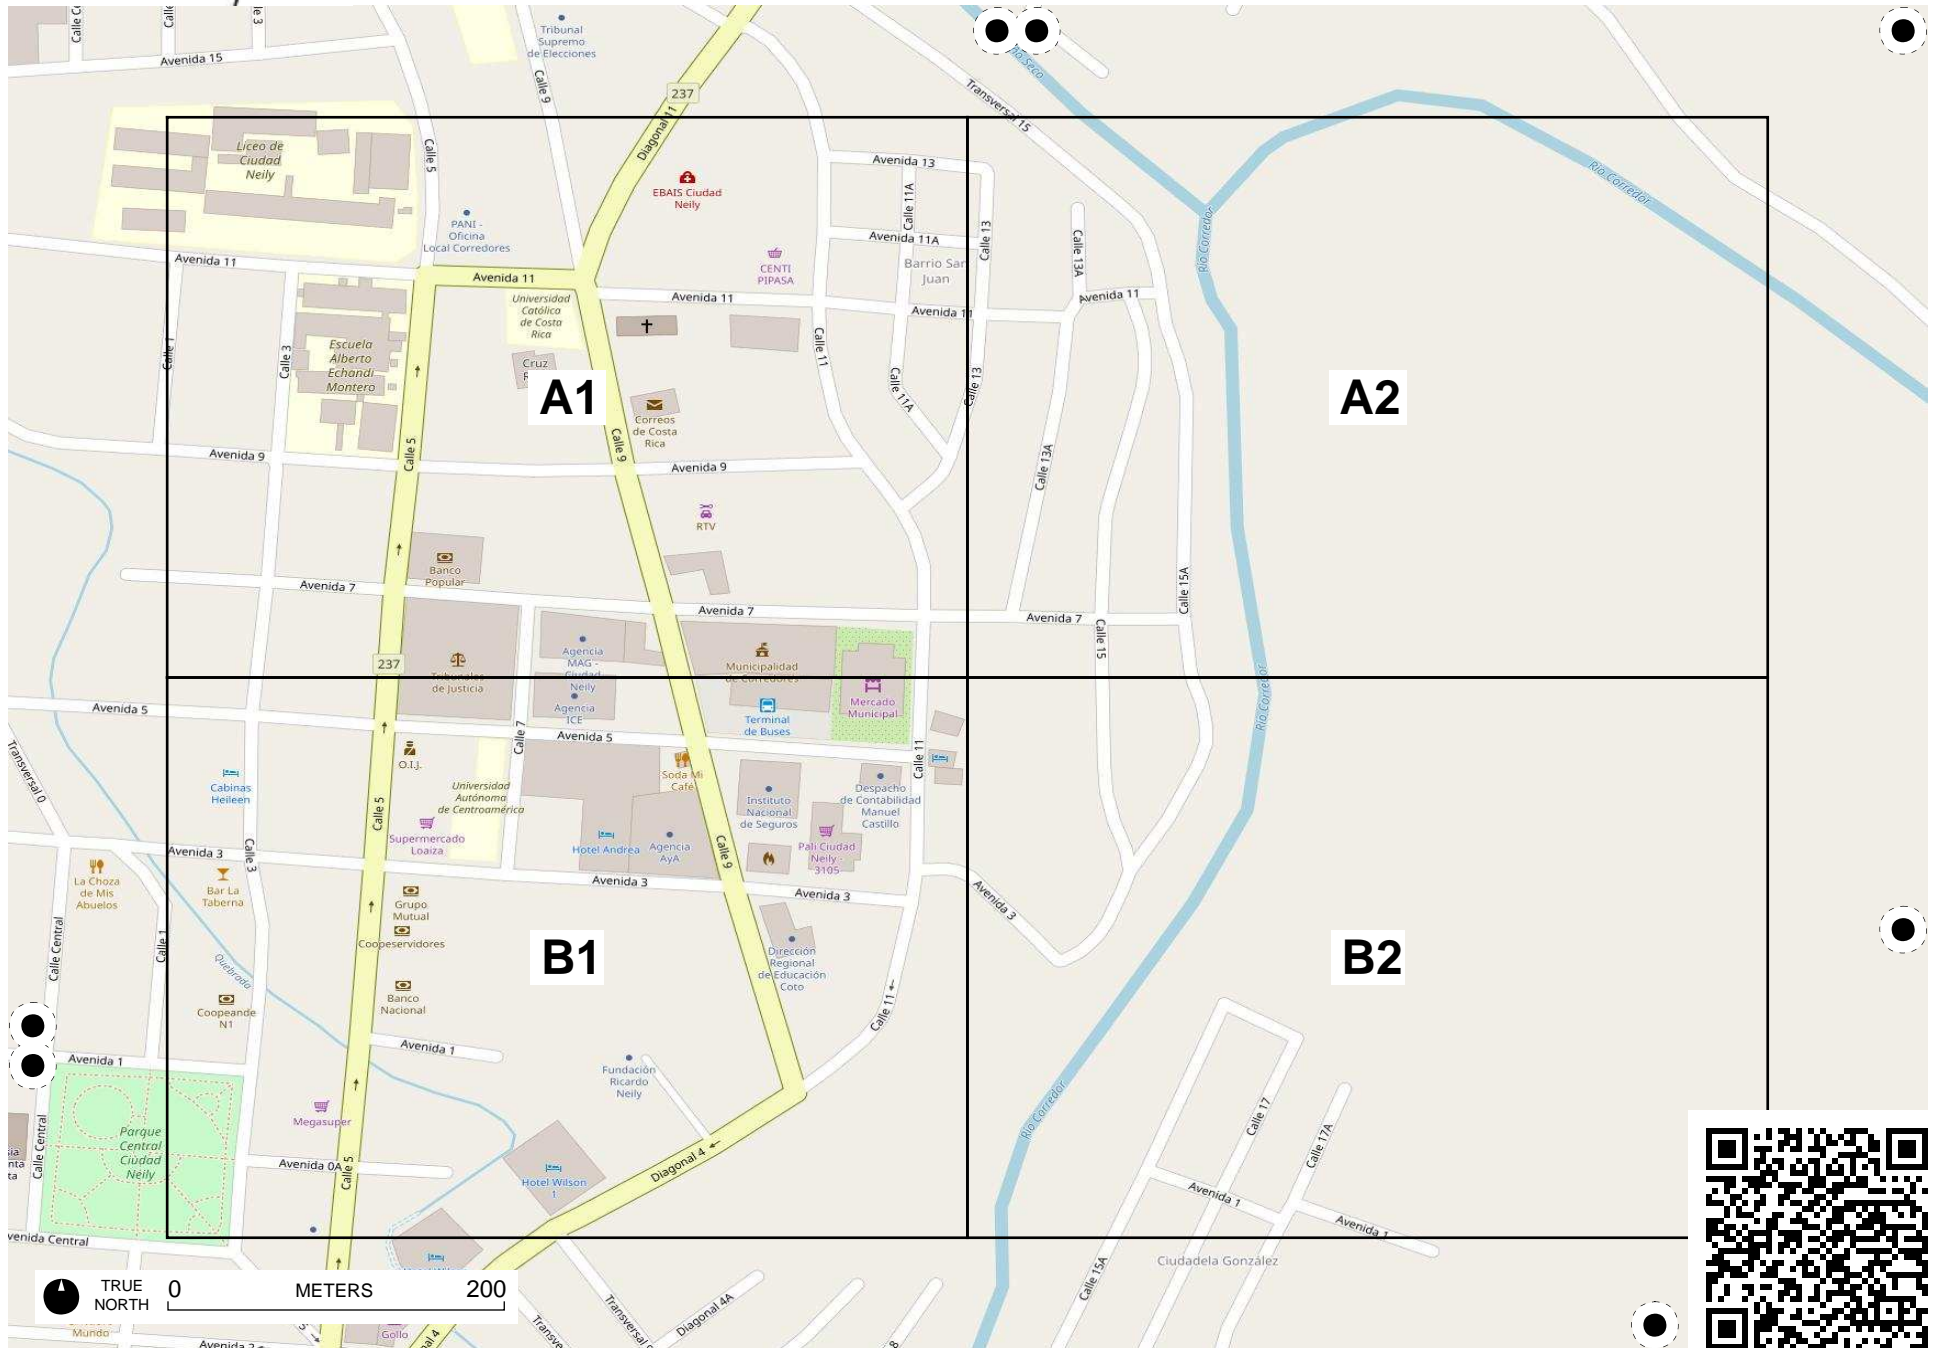 Calle 3
Avenida 15
Calle 9
Tribunal
Supremo
de Elecciones
237
Diagonal 11
Transversal 15
Río Seco
Liceo de
Ciudad
Neily
Calle 5
PANI -
Oficina
Local Corredores
EBAIS Ciudad
Neily
Avenida 13
Calle 11A
Avenida 11A
Calle 13
Barrio San
Juan
Calle 13A
Río Corredor
Río Corredor
Avenida 11
Avenida 11
CENTI
PIPASA
Avenida 11
Avenida 11
Avenida 11
Universidad
Católica
de Costa
Rica
Calle 1
Calle 3
Escuela
Alberto
Echandi
Montero
Cruz
A1
Calle 11
Calle 11A
Calle 13
A2
Correos
de Costa
Rica
Calle 5
Calle 9
Avenida 9
Avenida 9
Calle 13A
RTV
Banco
Popular
Avenida 7
Avenida 7
Avenida 7
Calle 15A
Calle 15
237
Tribunales
de Justicia
Agencia
MAG -
Ciudad
Neily
Agencia
ICE
Municipalidad
de Corredores
Mercado
Municipal
Terminal
de Buses
Río Corredor
Avenida 5
Calle 7
Avenida 5
Calle 11
O.I.J.
Transversal 0
Cabinas
Heileen
Calle 5
Universidad
Autónoma
de Centroamérica
Soda Mi
Café
Instituto
Nacional
de Seguros
Despacho
de Contabilidad
Manuel
Castillo
Supermercado
Loaiza
Hotel Andrea
Agencia
AyA
Pali Ciudad
Neily -
3105
Calle 9
Avenida 3
Calle 3
La Choza
de Mis
Abuelos
Bar La
Taberna
Grupo
Mutual
Avenida 3
Avenida 3
Avenida 3
Coopeservidores
Calle Central
Calle 1
Quebrada
B1
B2
Dirección
Regional
de Educación
Coto
Banco
Nacional
Coopeande
N1
Calle 11
Avenida 1
Avenida 1
Fundación
Ricardo
Neily
Megasuper
Parque
Central
Ciudad
Neily
Calle Central
Avenida 0A
Calle 5
Hotel Wilson
1
Diagonal 4
Río Corredor
Calle 17
Calle 17A
Avenida 1
Avenida 1
Ciudadela González
Calle 15A
TRUE
NORTH
0
METERS
200
Mundo
Gollo
Diagonal 4A